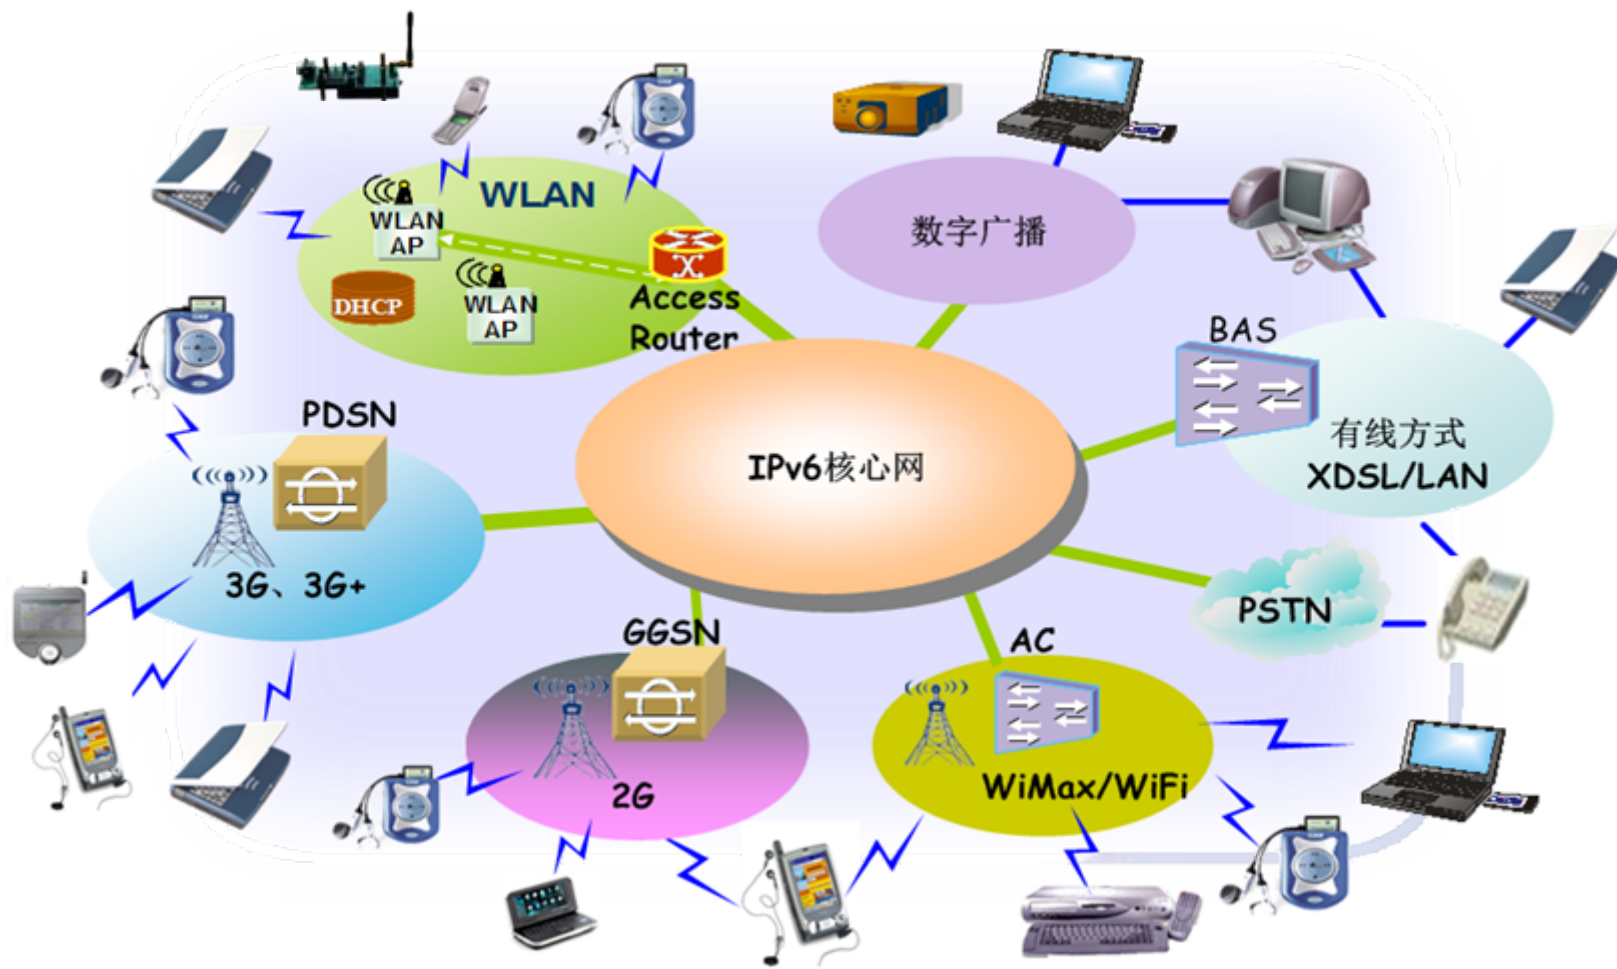 WLAN
WLAN
AP
DHCP
WLAN
AP
Access
Router
数字广播
BAS
有线方式
XDSL/LAN
PDSN
IPv6核心网
3G、3G+
PSTN
GGSN
2G
AC
WiMax/WiFi